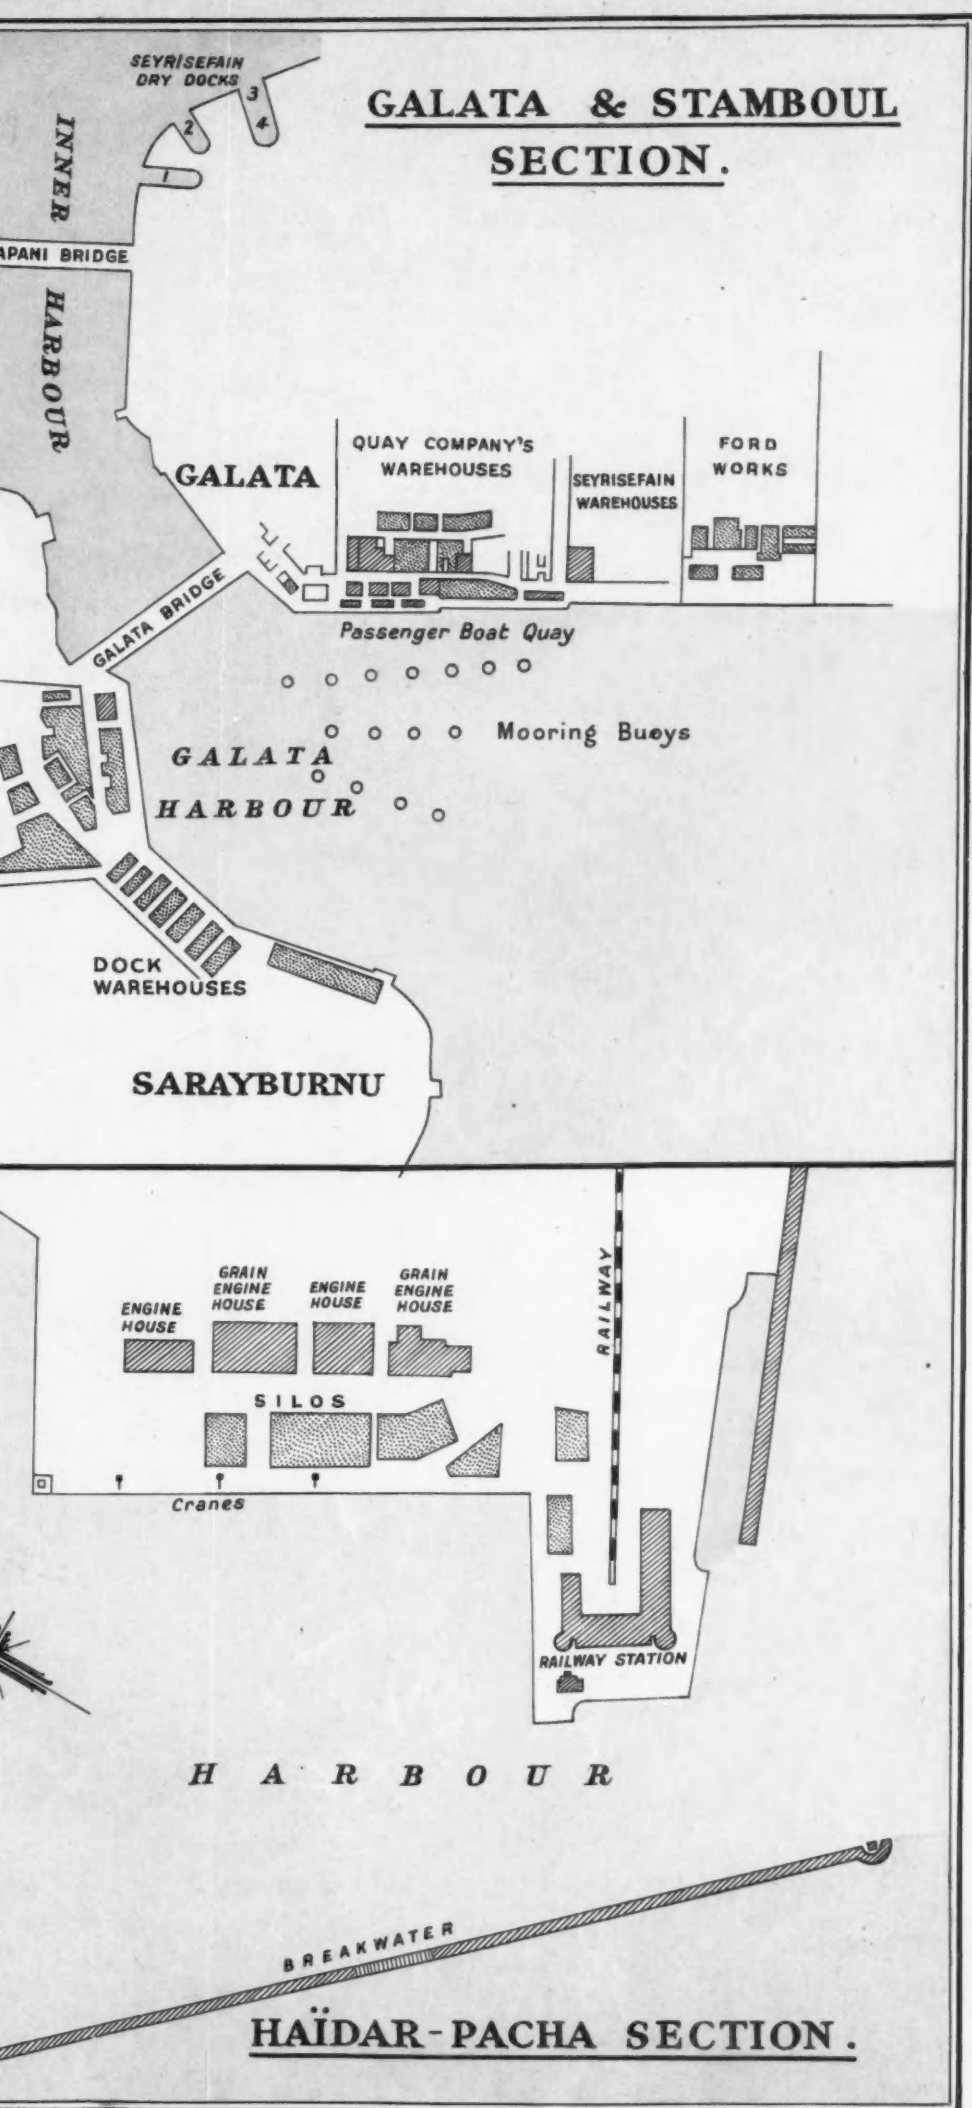 GALATA & STAMBOUL
SECTION.
SEYRISEFAIN
DRY DOCKS
3
2
4
1
INNER
APANI BRIDGE
HARBOUR
GALATA
QUAY COMPANY'S
WAREHOUSES
SEYRISEFAIN
WAREHOUSES
FORD
WORKS
GALATA BRIDGE
Passenger Boat Quay
Mooring Bueys
GALATA
HARBOUR
DOCK
WAREHOUSES
SARAYBURNU
ENGINE
HOUSE
GRAIN
ENGINE
HOUSE
ENGINE
HOUSE
GRAIN
ENGINE
HOUSE
RAILWAY
SILOS
Cranes
RAILWAY STATION
HARBOUR
BREAKWATER
HAÏDAR-PACHA SECTION.